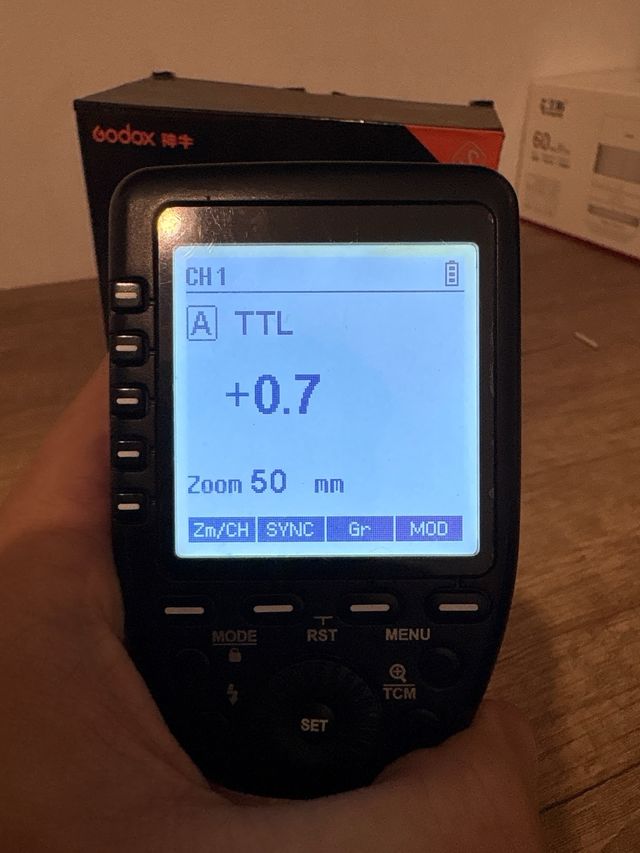 Godox 神牛
60
CH1
A TTL
+0.7
Zoom 50 mm
Zm/CH SYNC Gr MOD
MODE RST MENU
TCM
SET